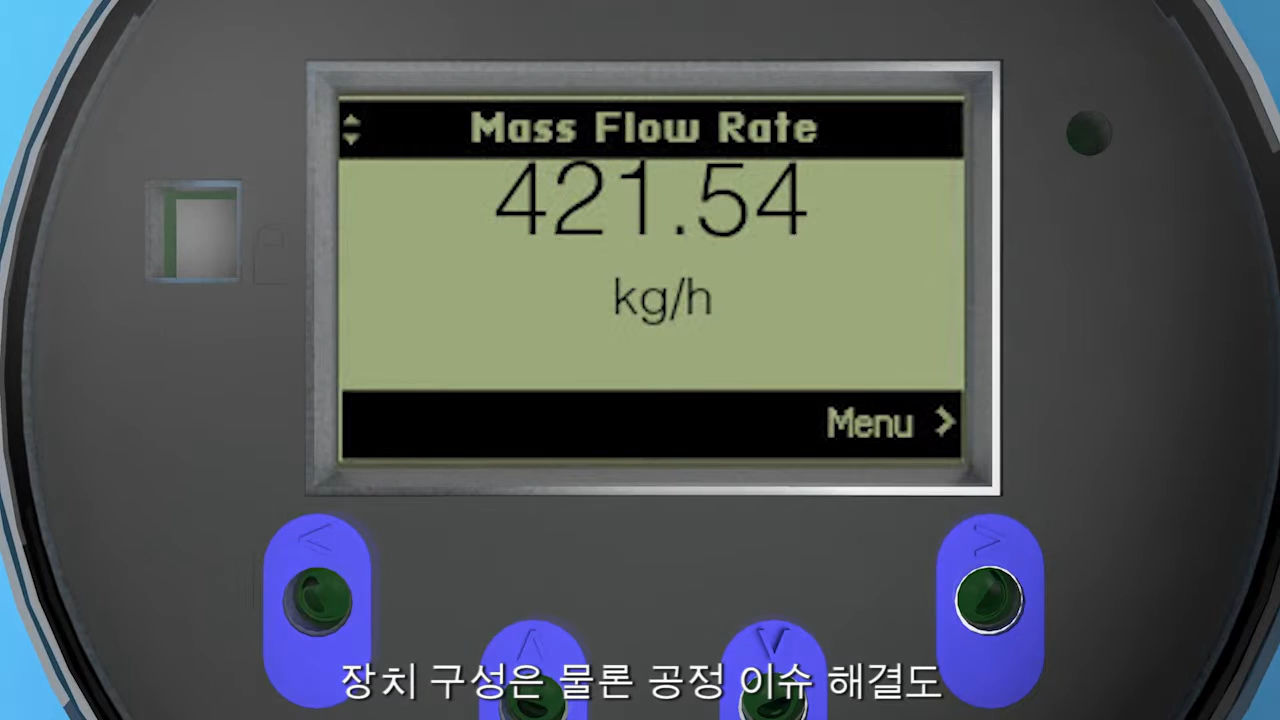 Mass Flow Rate
421.54
kg/h
Menu >
장치 구성은 물론 공정 이슈 해결도